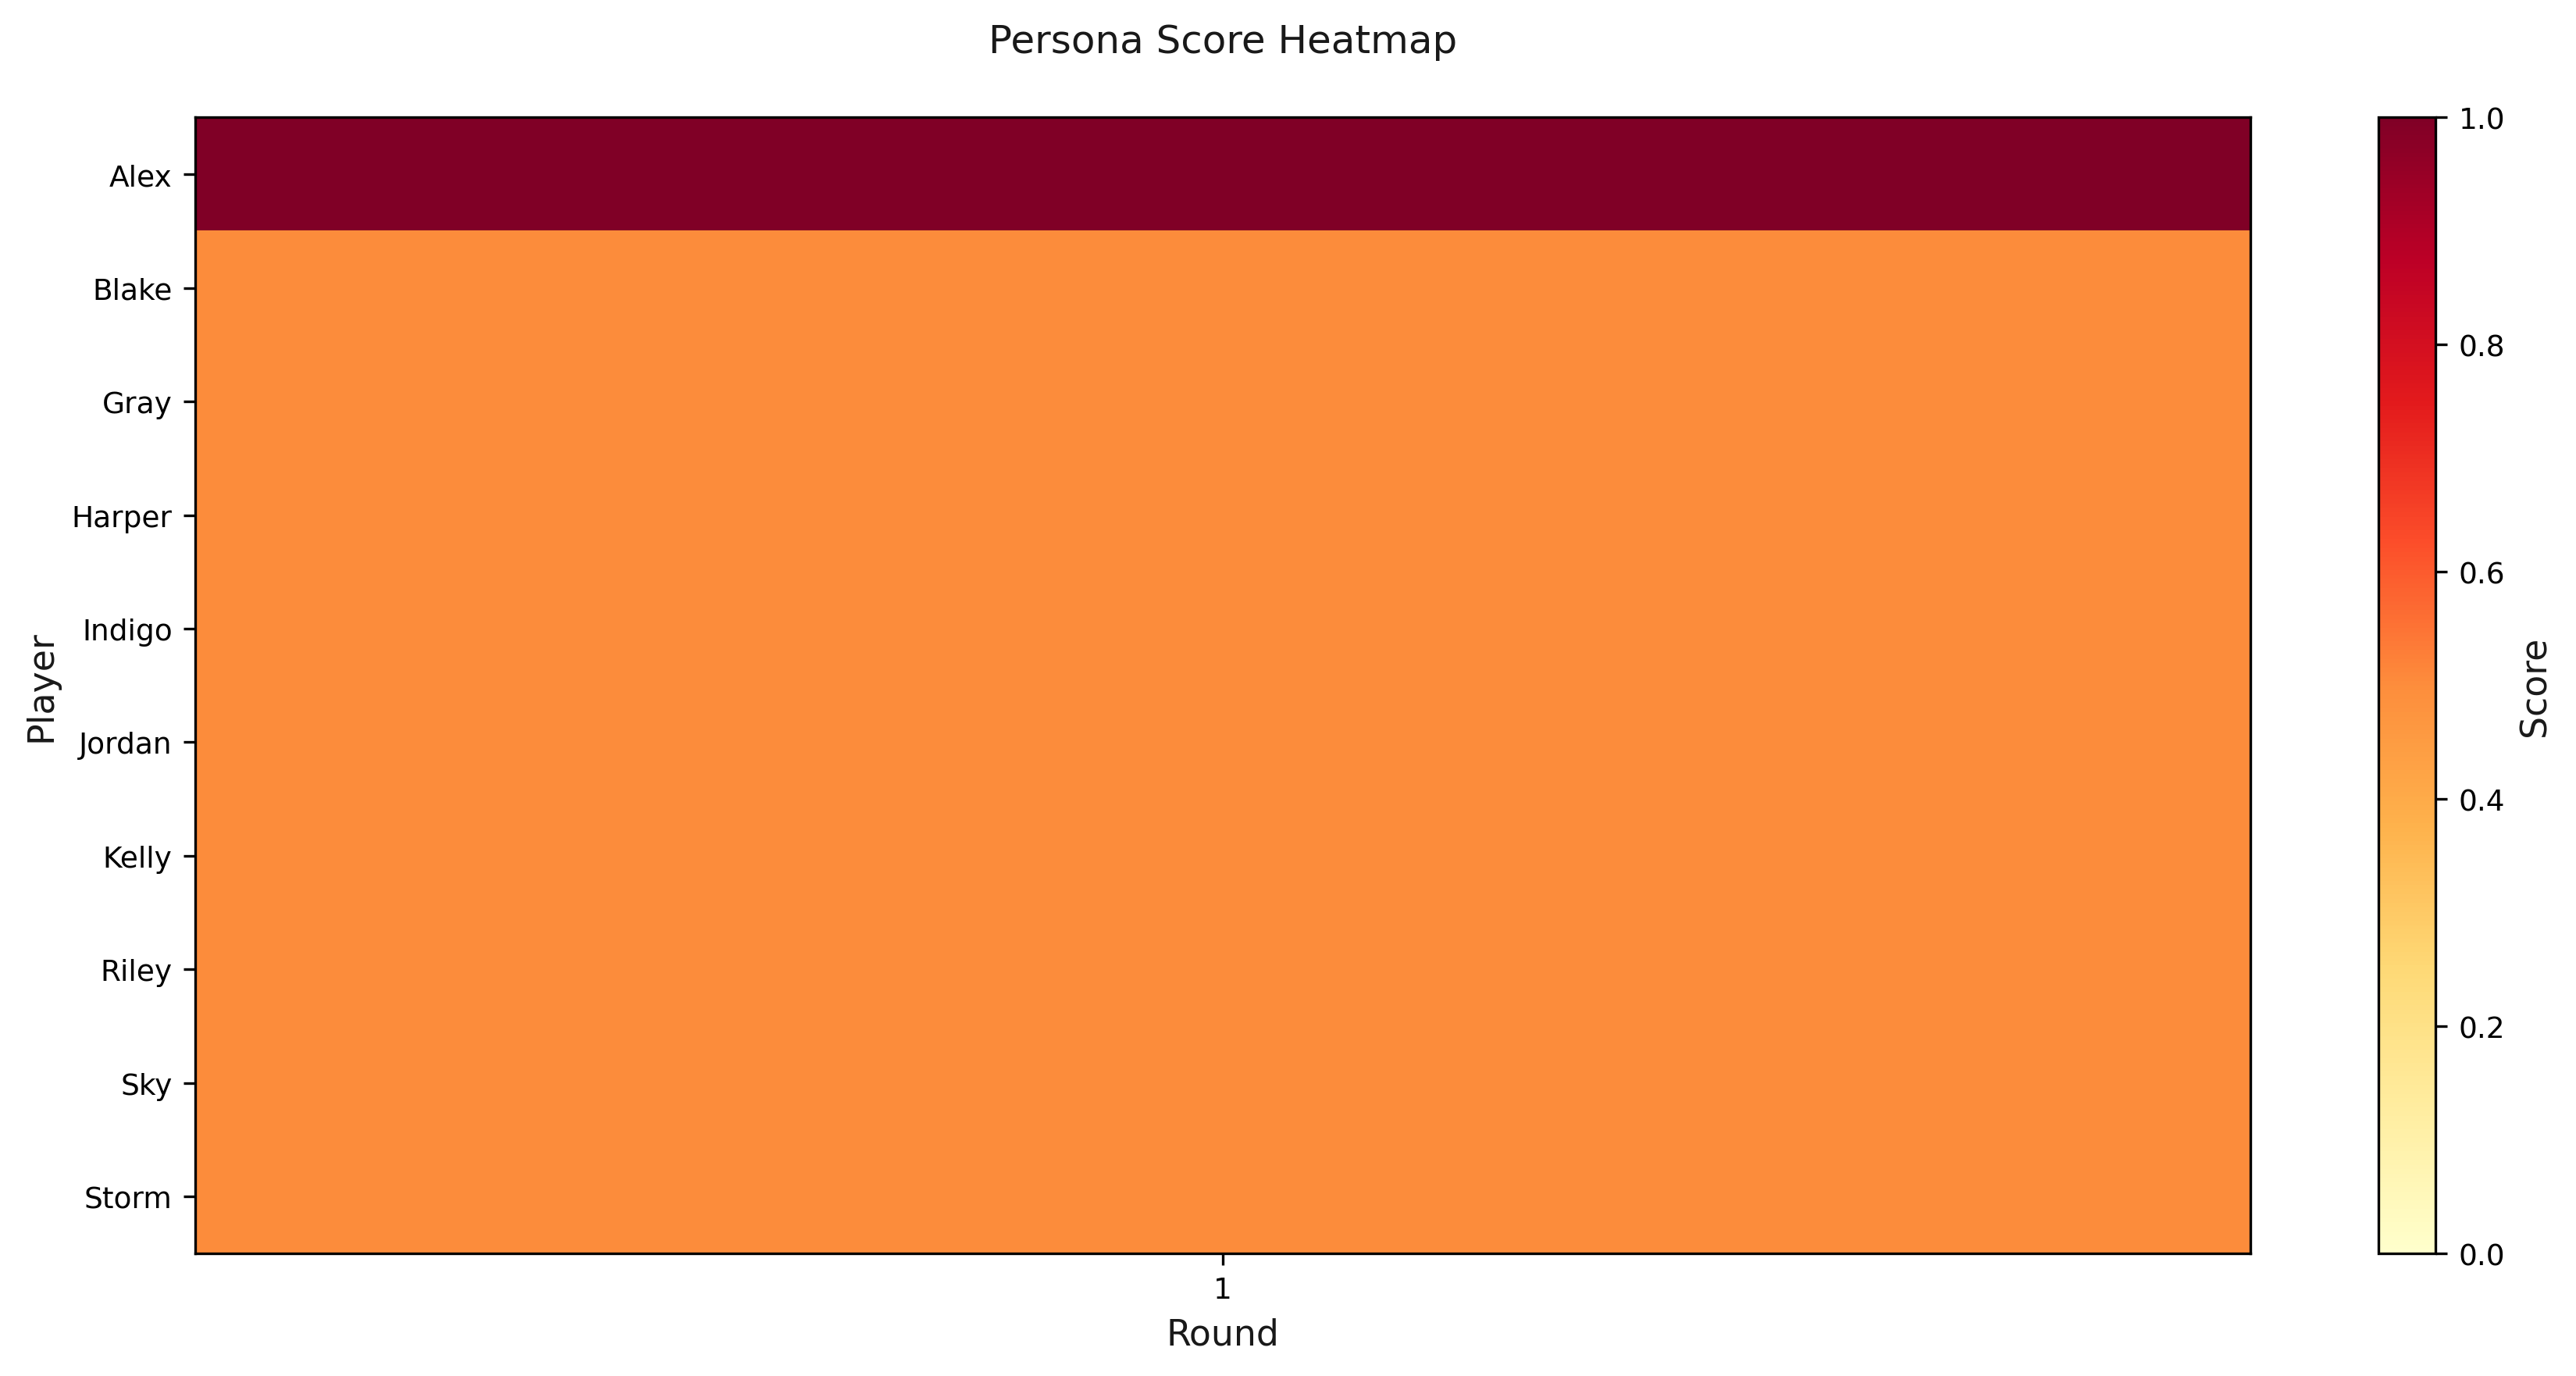 Persona Score Heatmap
Player
Alex
Blake
Gray
Harper
Indigo
Jordan
Kelly
Riley
Sky
Storm
1
Round
1.0
0.8
0.6
0.4
0.2
0.0
Score